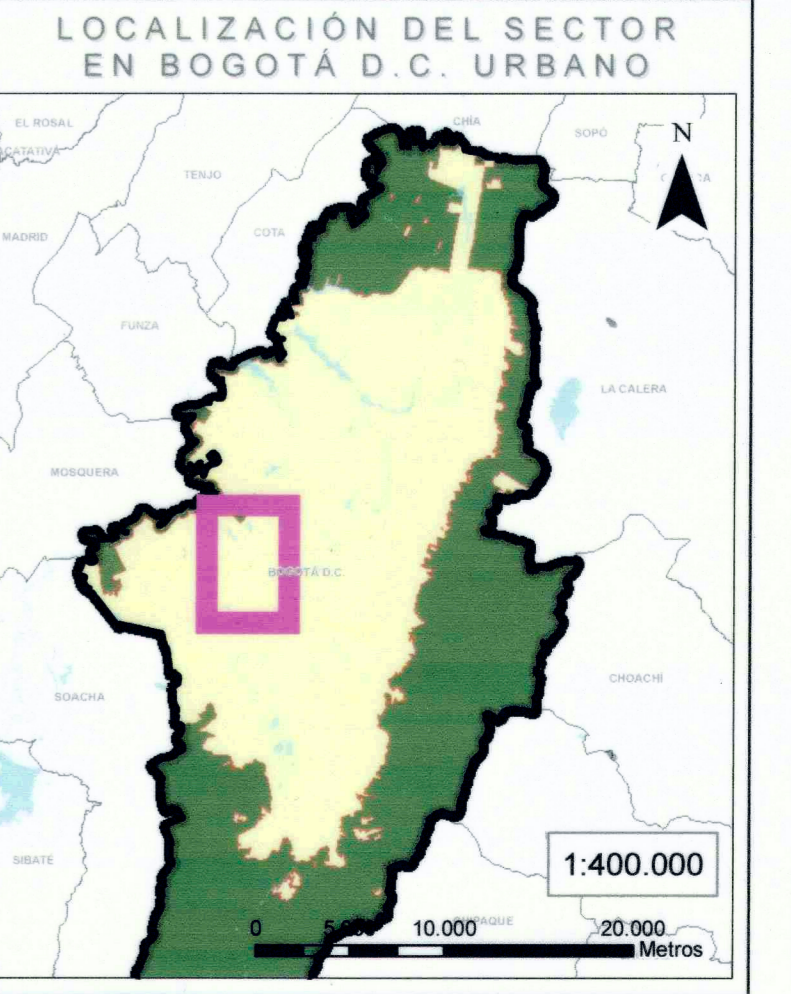 LOCALIZACIÓN DEL SECTOR
EN BOGOTÁ D.C. URBANO
CHÍA
EL ROSAL
SOPÓ
N
TENJO
COTA
MADRID
FUNZA
LA CALERA
MOSQUERA
BOGOTÁ D.C.
CHOACHÍ
SOACHA
SIBATÉ
1:400.000
0 10.000 20.000
Metros